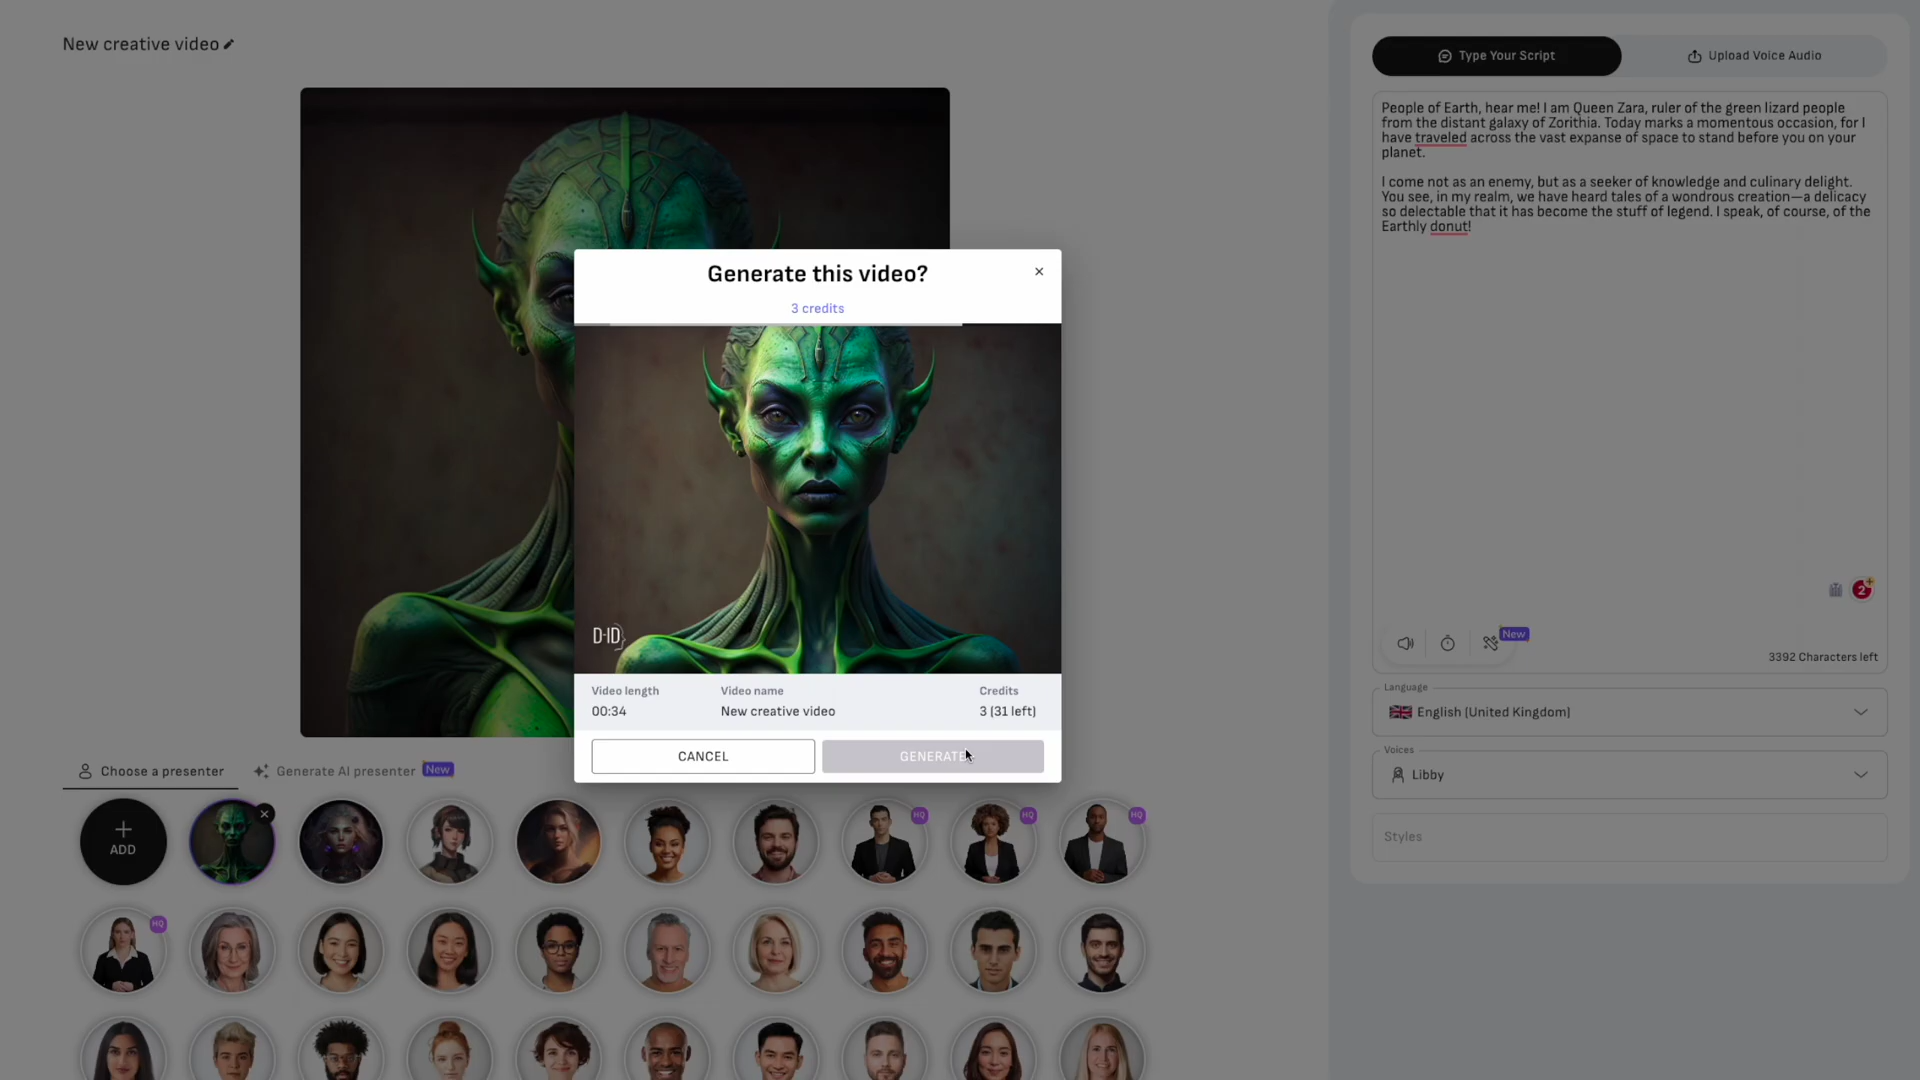 New creative video
Type Your Script
Upload Voice Audio
People of Earth, hear me! I am Queen Zara, ruler of the green lizard people
from the distant galaxy of Zorithia. Today marks a momentous occasion, for I
have traveled across the vast expanse of space to stand before you on your
planet.
I come not as an enemy, but as a seeker of knowledge and culinary delight.
You see, in my realm, we have heard tales of a wondrous creation—a delicacy
so delectable that it has become the stuff of legend. I speak, of course, of the
Earthly donut!
2
New
3392 Characters left
Language
English (United Kingdom)
Voices
Libby
Styles
Generate this video?
3 credits
D-ID
Video length
Video name
Credits
00:34
New creative video
3 (31 left)
CANCEL
GENERATE
Choose a presenter
Generate AI presenter
New
ADD
HQ
HQ
HQ
HQ